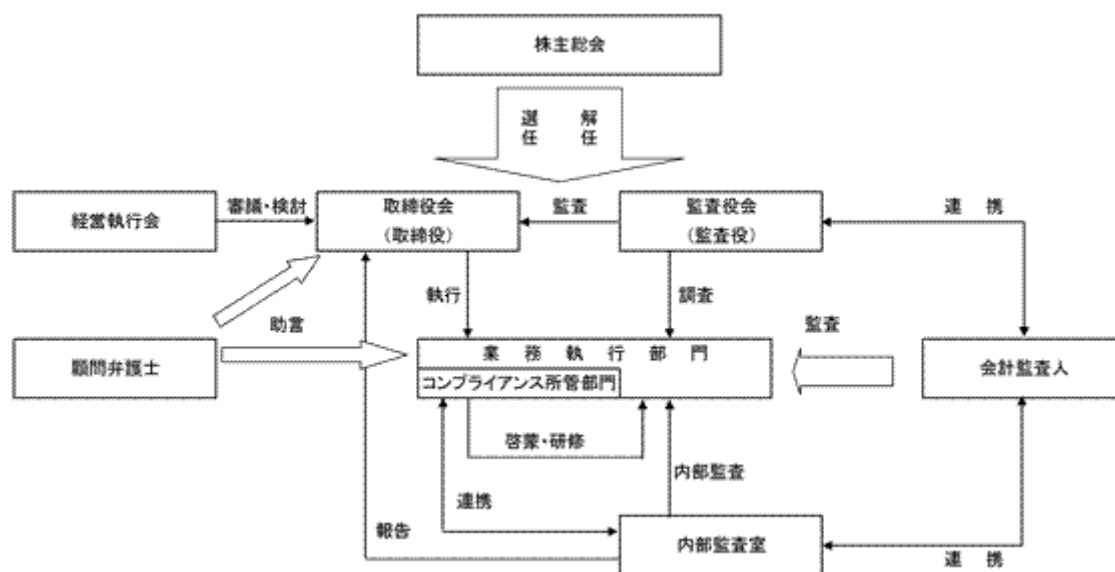 株主総会
選任 解任
経営執行会
審議・検討
取締役会
(取締役)
監査
監査役会
(監査役)
連 携
執行
調査
助言
監査
顧問弁護士
業 務 執 行 部 門
コンプライアンス所管部門
会計監査人
啓蒙・研修
内部監査
連携
報告
内部監査室
連 携